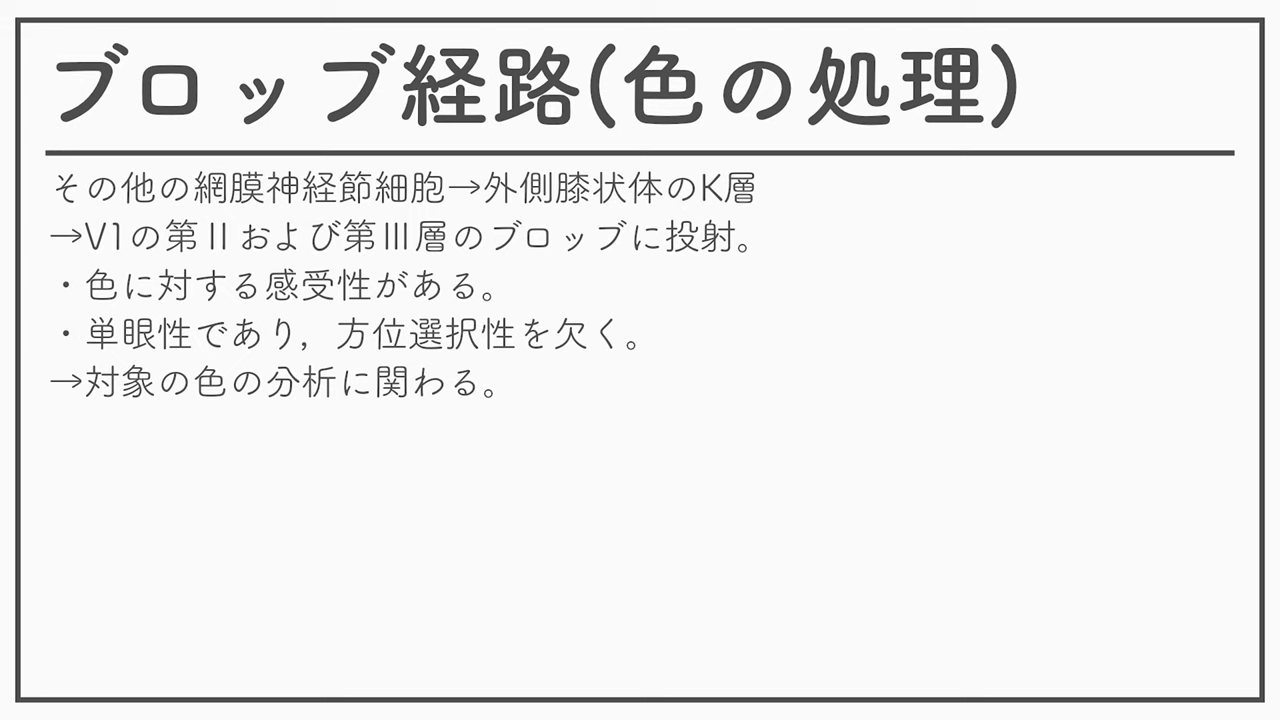 ブロッブ経路(色の処理)
その他の網膜神経節細胞→外側膝状体のK層
→V1の第Ⅱおよび第Ⅲ層のブロッブに投射。
・色に対する感受性がある。
・単眼性であり，方位選択性を欠く。
→対象の色の分析に関わる。